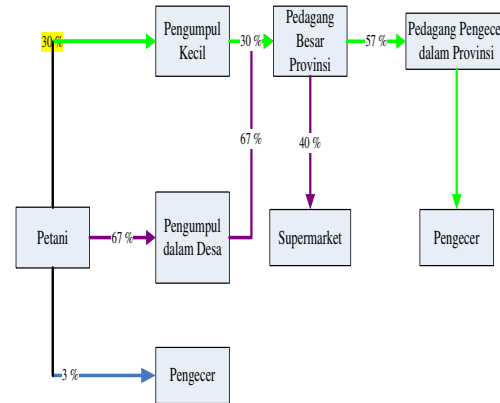 30 %
Pengumpul
Kecil
30 %
Pedagang
Besar
Provinsi
57 %
Pedagang Pengecer
dalam Provinsi
67 %
40 %
Petani
67 %
Pengumpul
dalam Desa
Supermarket
Pengecer
3 %
Pengecer